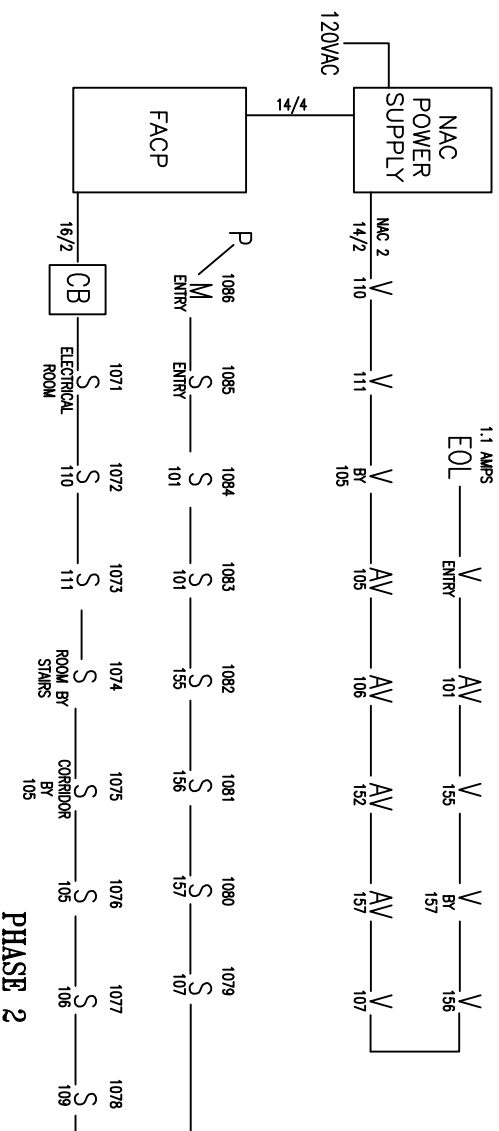 1.1 AMPS
EOL
V
ENTRY
AV
101
V
155
V
BY
157
V
156
120VAC
NAC
POWER
SUPPLY
NAC 2
14/2
V
110
V
111
V
BY
105
AV
105
AV
106
AV
152
AV
157
V
107
14/4
FACP
P
1086
M
ENTRY
1085
S
ENTRY
1084
S
101
1083
S
101
1082
S
155
1081
S
156
1080
S
157
1079
S
107
16/2
CB
1071
S
ELECTRICAL
ROOM
1072
S
110
1073
S
111
1074
S
ROOM BY
STAIRS
1075
S
CORRIDOR
BY
105
1076
S
105
1077
S
106
1078
S
109
PHASE 2